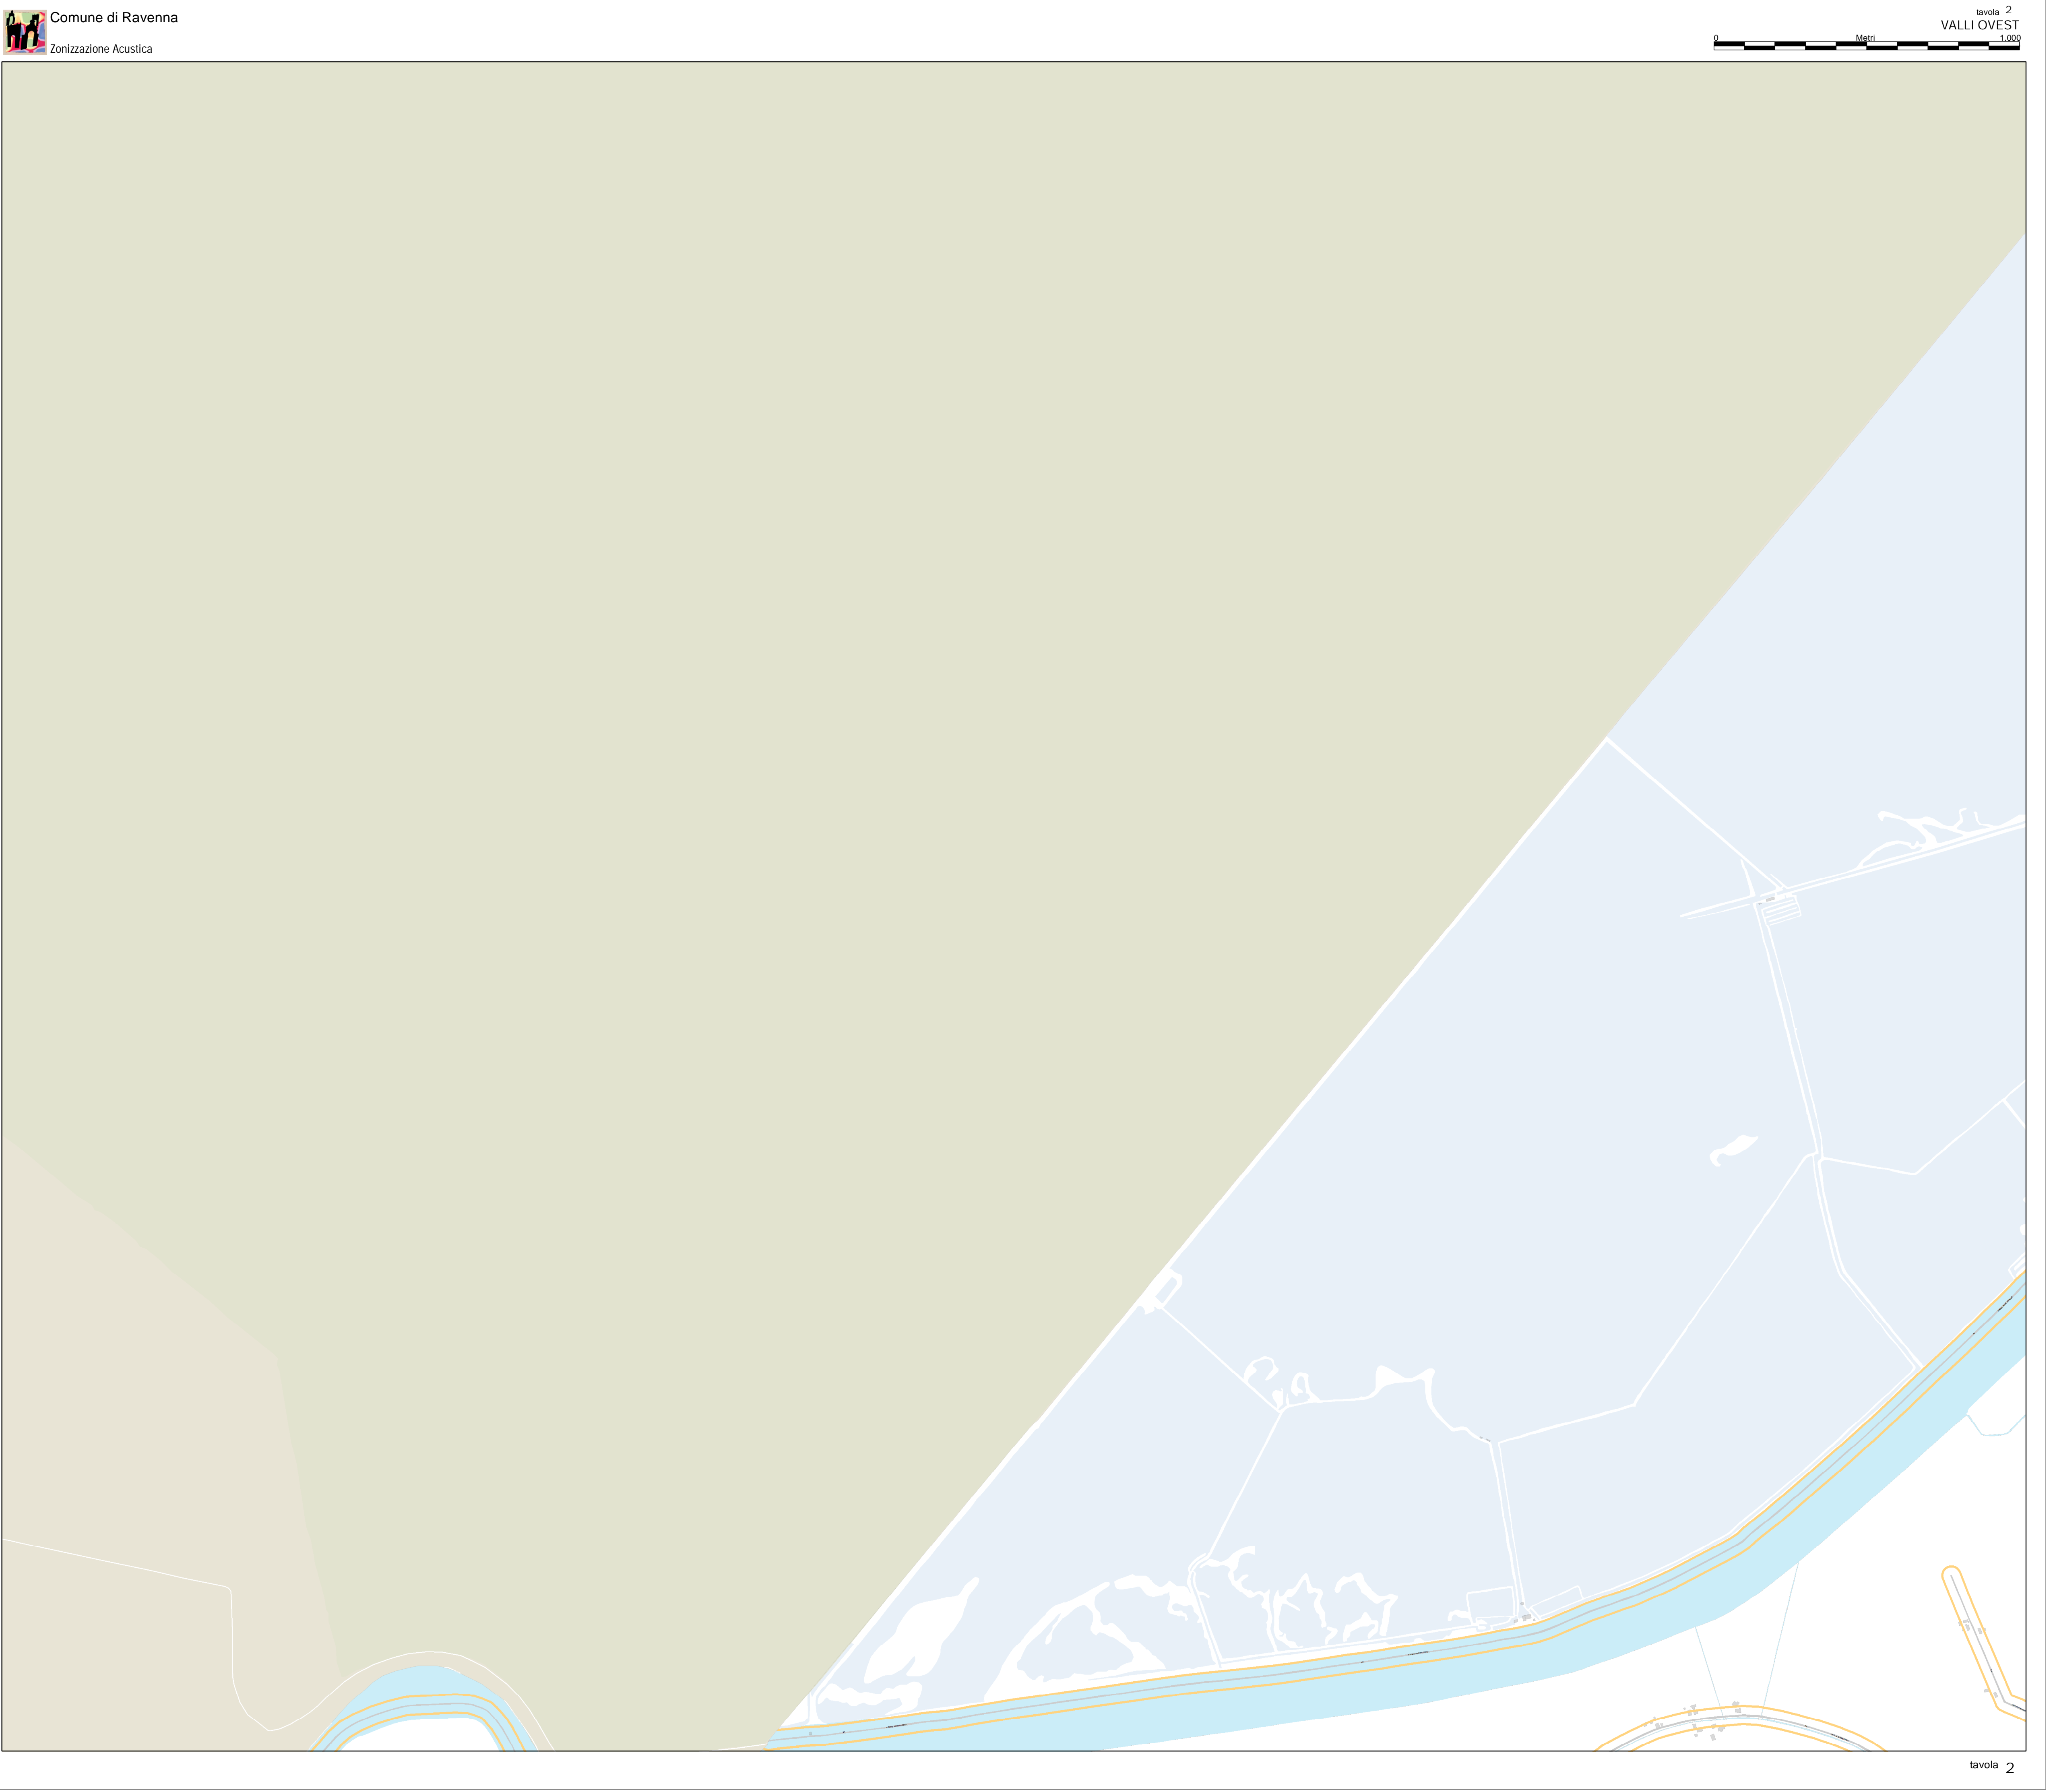 Comune di Ravenna
Zonizzazione Acustica
tavola 2
VALLI OVEST
0 Metri 1.000
tavola 2